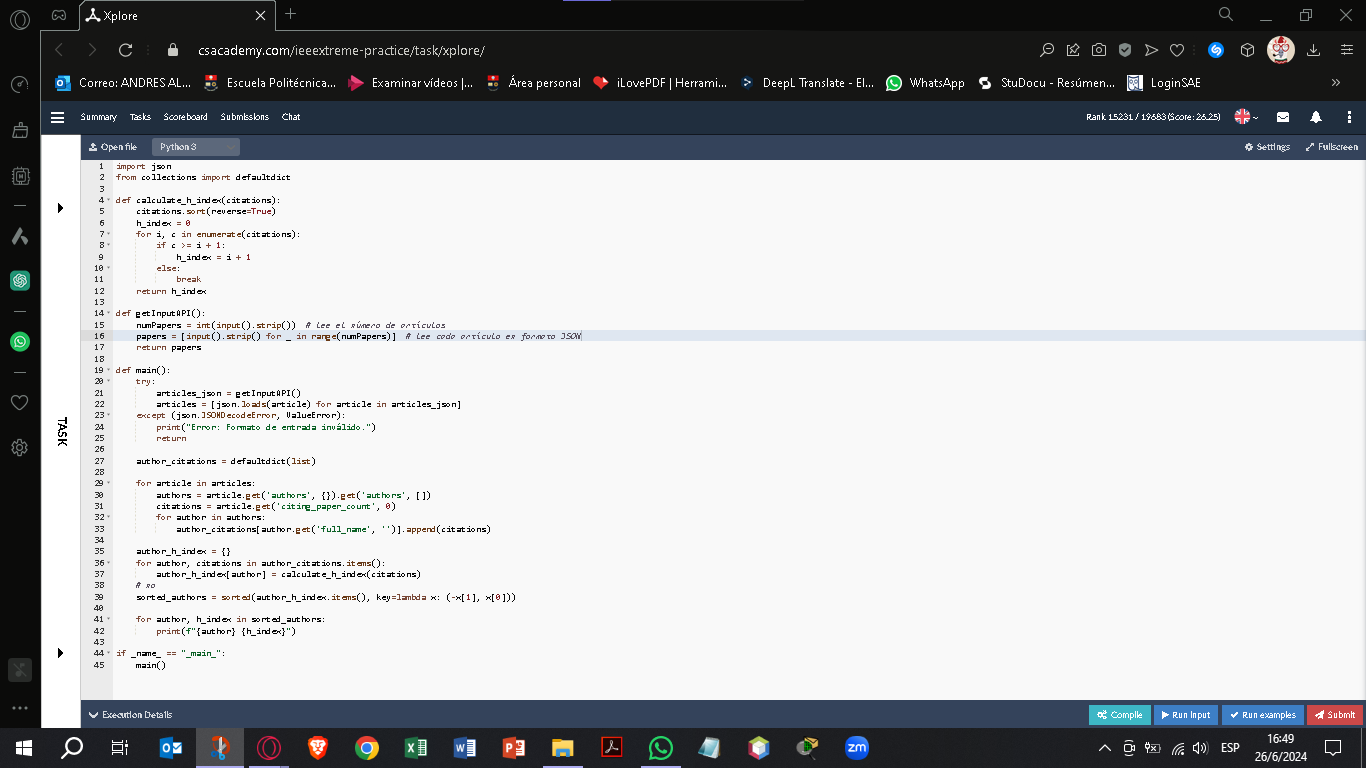 Xplore
csacademy.com/ieeextreme-practice/task/xplore/
Correo: ANDRES AL... Escuela Politécnica... Examinar vídeos |... Área personal iLovePDF | Herrami... DeepL Translate - El... WhatsApp StuDocu - Resúmen... LoginSAE »
Summary Tasks Scoreboard Submissions Chat Rank 15231 / 19683 (Score: 26.25)
Open file Python 3 Settings Fullscreen
1 import json
2 from collections import defaultdict
3
4 def calculate_h_index(citations):
5 citations.sort(reverse=True)
6 h_index = 0
7 for i, c in enumerate(citations):
8 if c >= i + 1:
9 h_index = i + 1
10 else:
11 break
12 return h_index
13
14 def getInputAPI():
15 numPapers = int(input().strip()) # lee el número de artículos
16 papers = [input().strip() for _ in range(numPapers)] # lee cada artículo en formato JSON
17 return papers
18
19 def main():
20 try:
21 articles_json = getInputAPI()
22 articles = [json.loads(article) for article in articles_json]
23 except (json.JSONDecodeError, ValueError):
24 print("Error: Formato de entrada inválido.")
25 return
26
27 author_citations = defaultdict(list)
28
29 for article in articles:
30 authors = article.get('authors', {}).get('authors', [])
31 citations = article.get('citing_paper_count', 0)
32 for author in authors:
33 author_citations[author.get('full_name', '')].append(citations)
34
35 author_h_index = {}
36 for author, citations in author_citations.items():
37 author_h_index[author] = calculate_h_index(citations)
38 # no
39 sorted_authors = sorted(author_h_index.items(), key=lambda x: (-x[1], x[0]))
40
41 for author, h_index in sorted_authors:
42 print(f"{author} {h_index}")
43
44 if _name_ == "_main_":
45 main()
TASK
Execution Details Compile Run input Run examples Submit
ESP 16:49
26/6/2024
zm